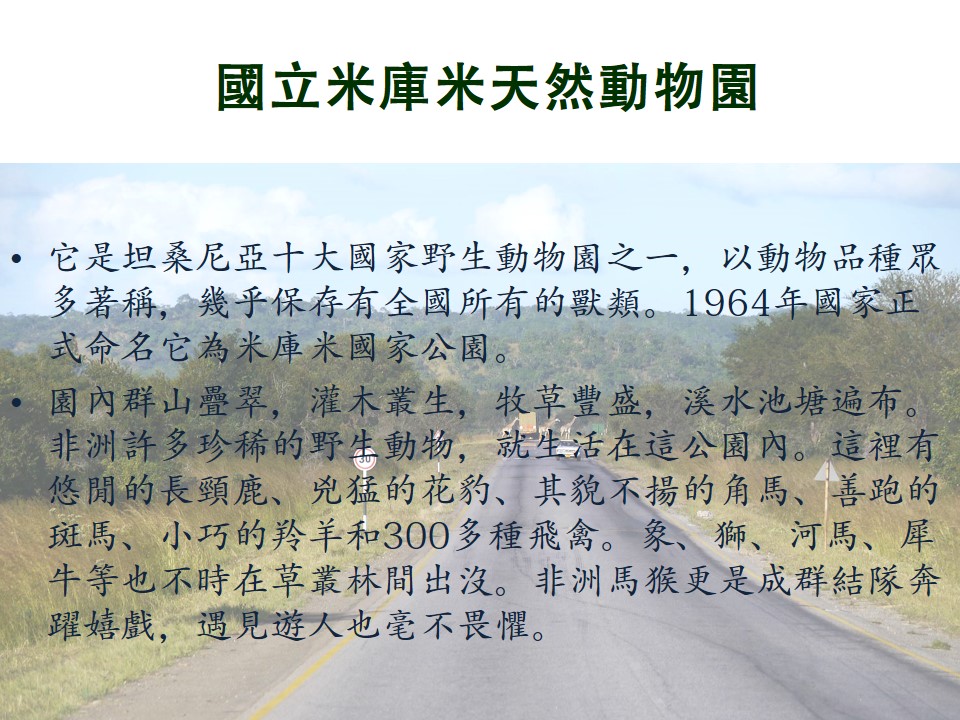 國立米庫米天然動物園
• 它是坦桑尼亞十大國家野生動物園之一，以動物品種眾
多著稱，幾乎保存有全國所有的獸類。1964年國家正
式命名它為米庫米國家公園。
• 園內群山疊翠，灌木叢生，牧草豐盛，溪水池塘遍布。
非洲許多珍稀的野生動物，就生活在這公園內。這裡有
悠閒的長頸鹿、兇猛的花豹、其貌不揚的角馬、善跑的
斑馬、小巧的羚羊和300多種飛禽。象、獅、河馬、犀
牛等也不時在草叢林間出沒。非洲馬猴更是成群結隊奔
躍嬉戲，遇見遊人也毫不畏懼。
30